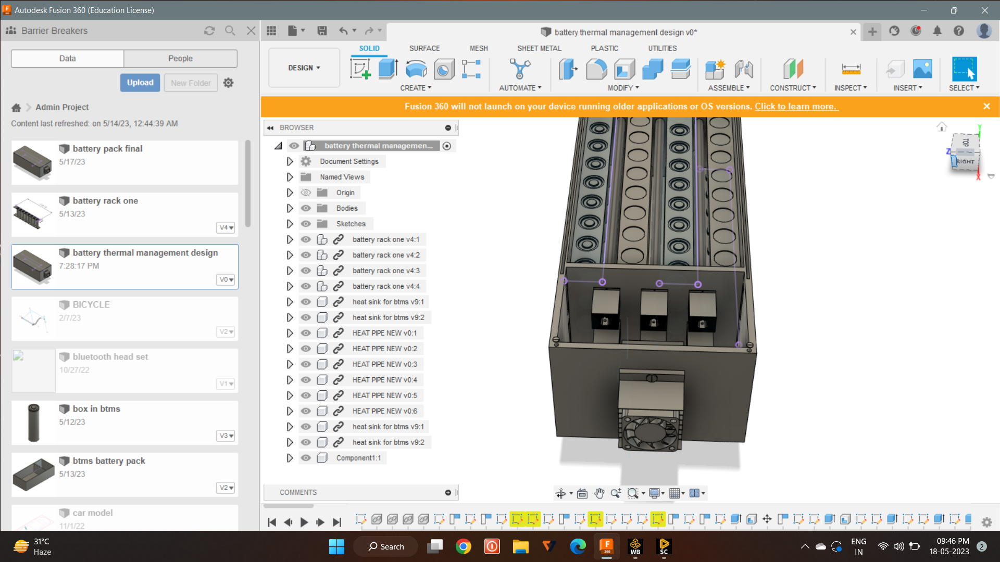 Autodesk Fusion 360 (Education License)
Barrier Breakers
battery thermal management design v0*
Data
People
Upload
New Folder
Admin Project
Content last refreshed: on 5/14/23, 12:44:39 AM
battery pack final
5/17/23
battery rack one
5/13/23
V4
battery thermal management design
7:28:17 PM
V0
BICYCLE
2/7/23
V2
bluetooth head set
10/27/22
V1
box in btms
5/12/23
V3
btms battery pack
5/13/23
V2
car model
11/1/22
DESIGN
SOLID
SURFACE
MESH
SHEET METAL
PLASTIC
UTILITIES
CREATE
AUTOMATE
MODIFY
ASSEMBLE
CONSTRUCT
INSPECT
INSERT
SELECT
Fusion 360 will not launch on your device running older applications or OS versions. Click to learn more.
BROWSER
battery thermal managemen...
Document Settings
Named Views
Origin
Bodies
Sketches
battery rack one v4:1
battery rack one v4:2
battery rack one v4:3
battery rack one v4:4
heat sink for btms v9:1
heat sink for btms v9:2
HEAT PIPE NEW v0:1
HEAT PIPE NEW v0:2
HEAT PIPE NEW v0:3
HEAT PIPE NEW v0:4
HEAT PIPE NEW v0:5
HEAT PIPE NEW v0:6
heat sink for btms v9:1
heat sink for btms v9:2
Component1:1
COMMENTS
Y
TOP
Z
RIGHT
X
31°C
Haze
Search
F
360
WB
SC
ENG
IN
09:46 PM
18-05-2023
2